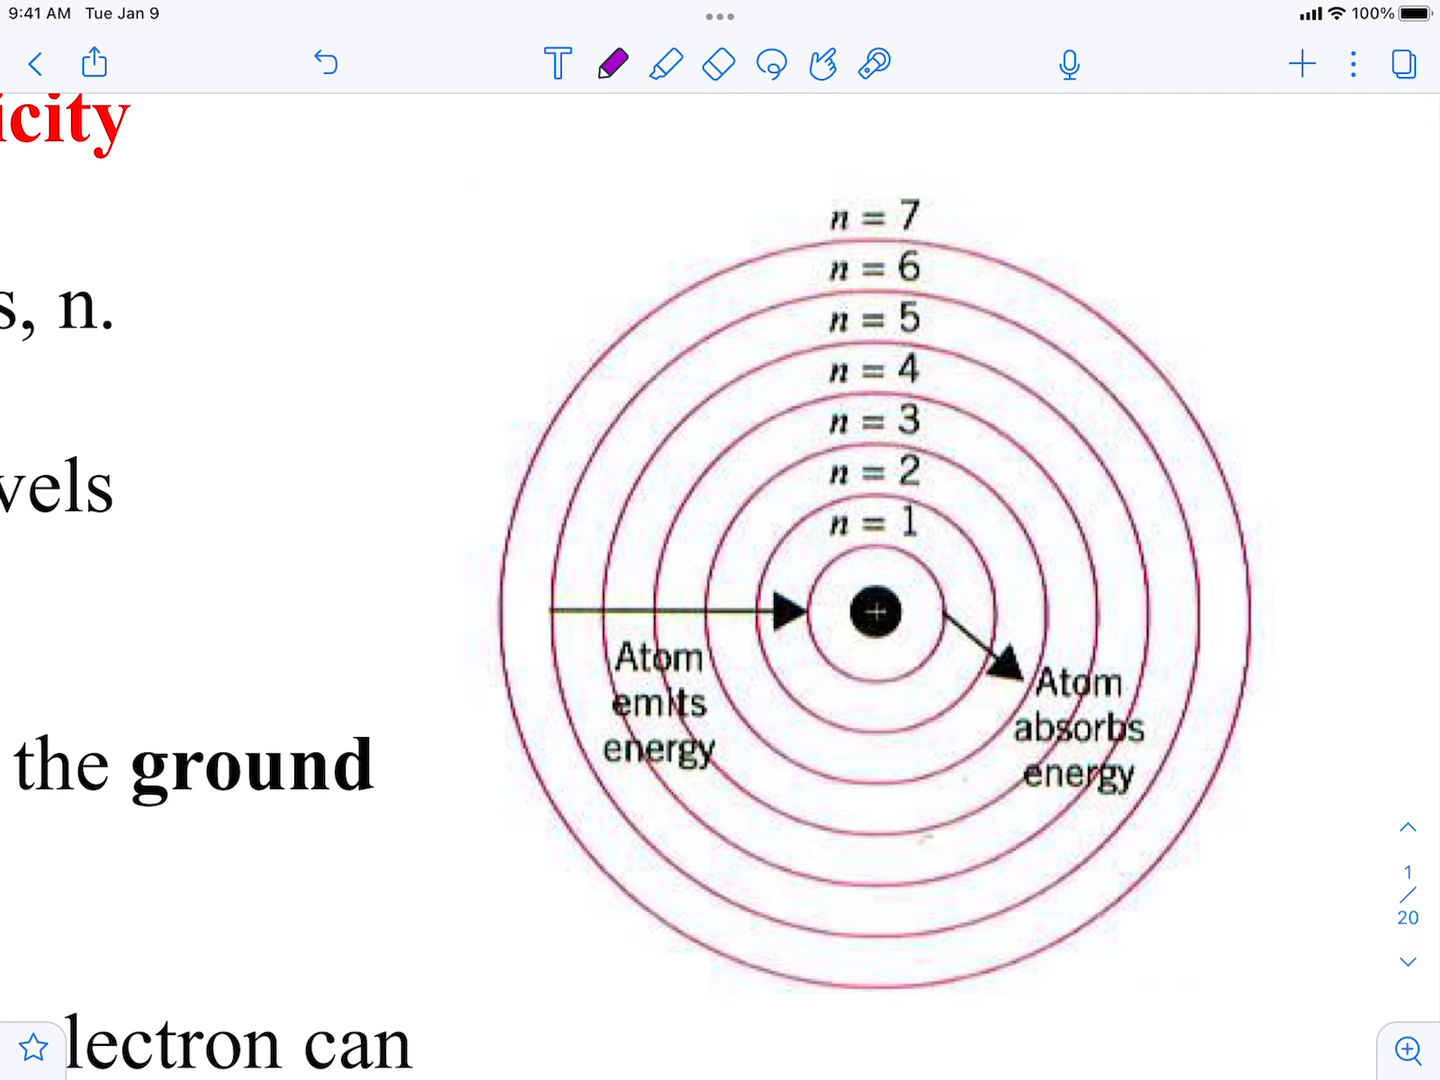 9:41 AM Tue Jan 9
100%
icity
n = 7
n = 6
s, n.
n = 5
n = 4
n = 3
vels
n = 2
n = 1
+
Atom
emits
energy
Atom
absorbs
energy
the ground
1
/
20
lectron can